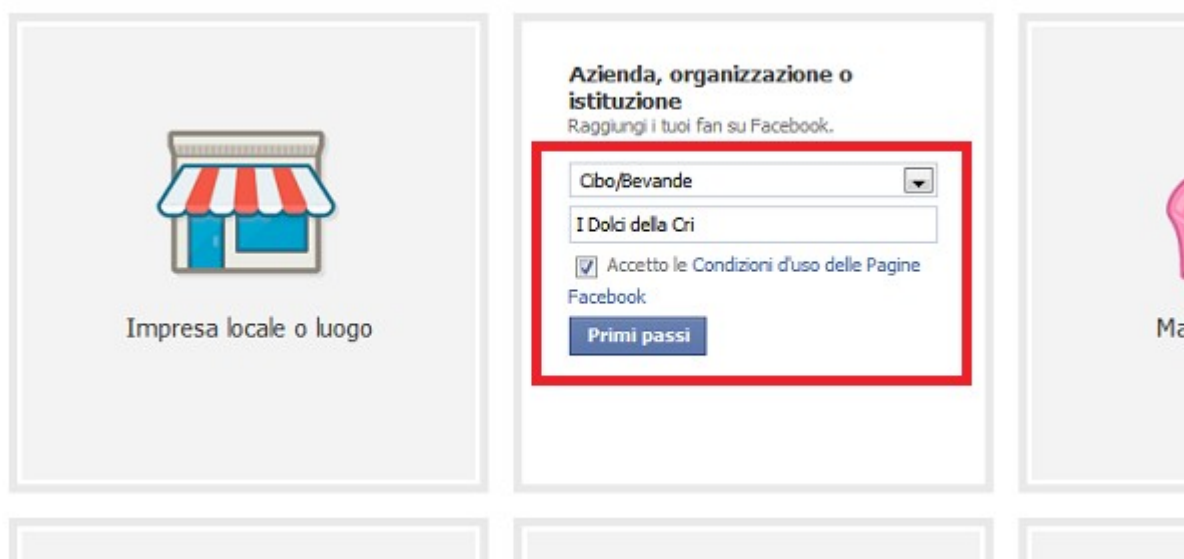 Azienda, organizzazione o
istituzione
Raggiungi i tuoi fan su Facebook.
Cibo/Bevande
I Dolci della Cri
Accetto le Condizioni d'uso delle Pagine
Facebook
Primi passi
Impresa locale o luogo